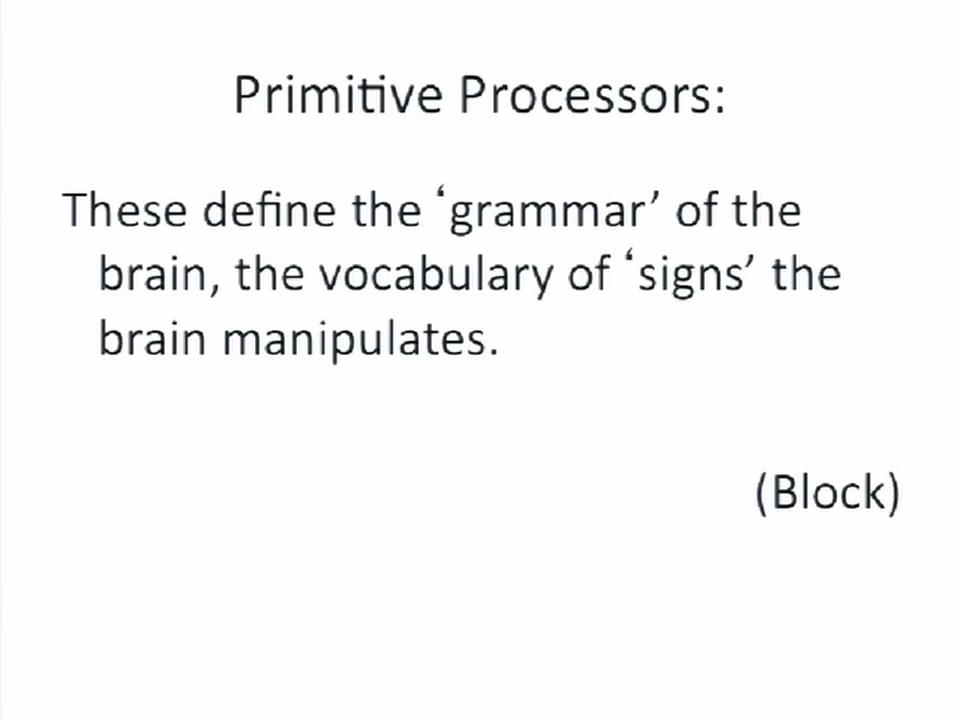 Primitive Processors:
These define the ‘grammar’ of the
brain, the vocabulary of ‘signs’ the
brain manipulates.
(Block)